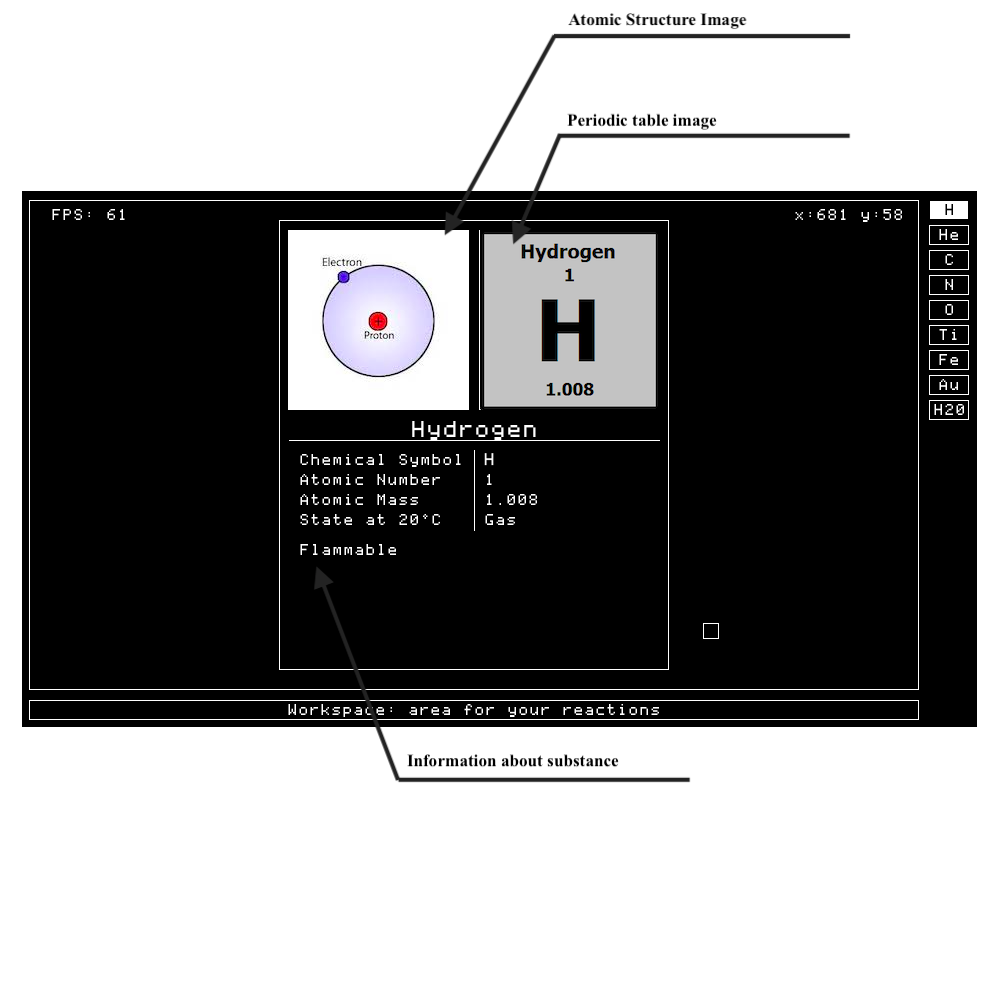 Atomic Structure Image
Periodic table image
FPS: 61
x:681 y:58
H
He
C
N
O
Ti
Fe
Au
H20
Electron
Proton
Hydrogen
1
H
1.008
Hydrogen
Chemical Symbol H
Atomic Number 1
Atomic Mass 1.008
State at 20°C Gas
Flammable
Workspace: area for your reactions
Information about substance